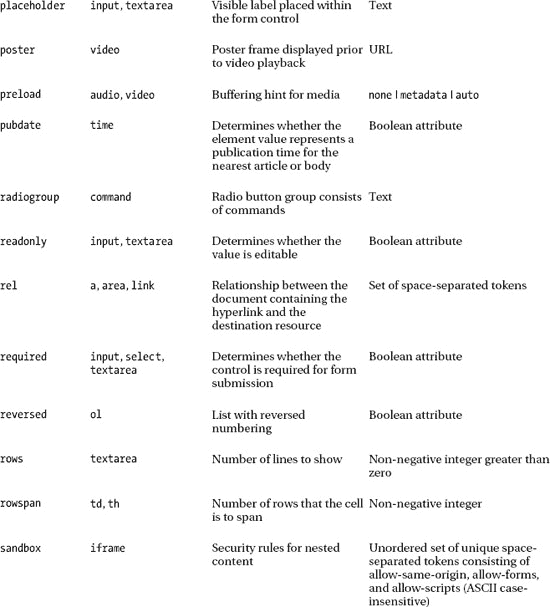 placeholder input, textarea Visible label placed within Text
the form control
poster video Poster frame displayed prior URL
to video playback
preload audio, video Buffering hint for media none | metadata | auto
pubdate time Determines whether the Boolean attribute
element value represents a
publication time for the
nearest article or body
radiogroup command Radio button group consists Text
of commands
readonly input, textarea Determines whether the Boolean attribute
value is editable
rel a, area, link Relationship between the Set of space-separated tokens
document containing the
hyperlink and the
destination resource
required input, select, Determines whether the Boolean attribute
textarea control is required for form
submission
reversed ol List with reversed Boolean attribute
numbering
rows textarea Number of lines to show Non-negative integer greater than
zero
rowspan td, th Number of rows that the cell Non-negative integer
is to span
sandbox iframe Security rules for nested Unordered set of unique space-
content separated tokens consisting of
allow-same-origin, allow-forms,
and allow-scripts (ASCII case-
insensitive)